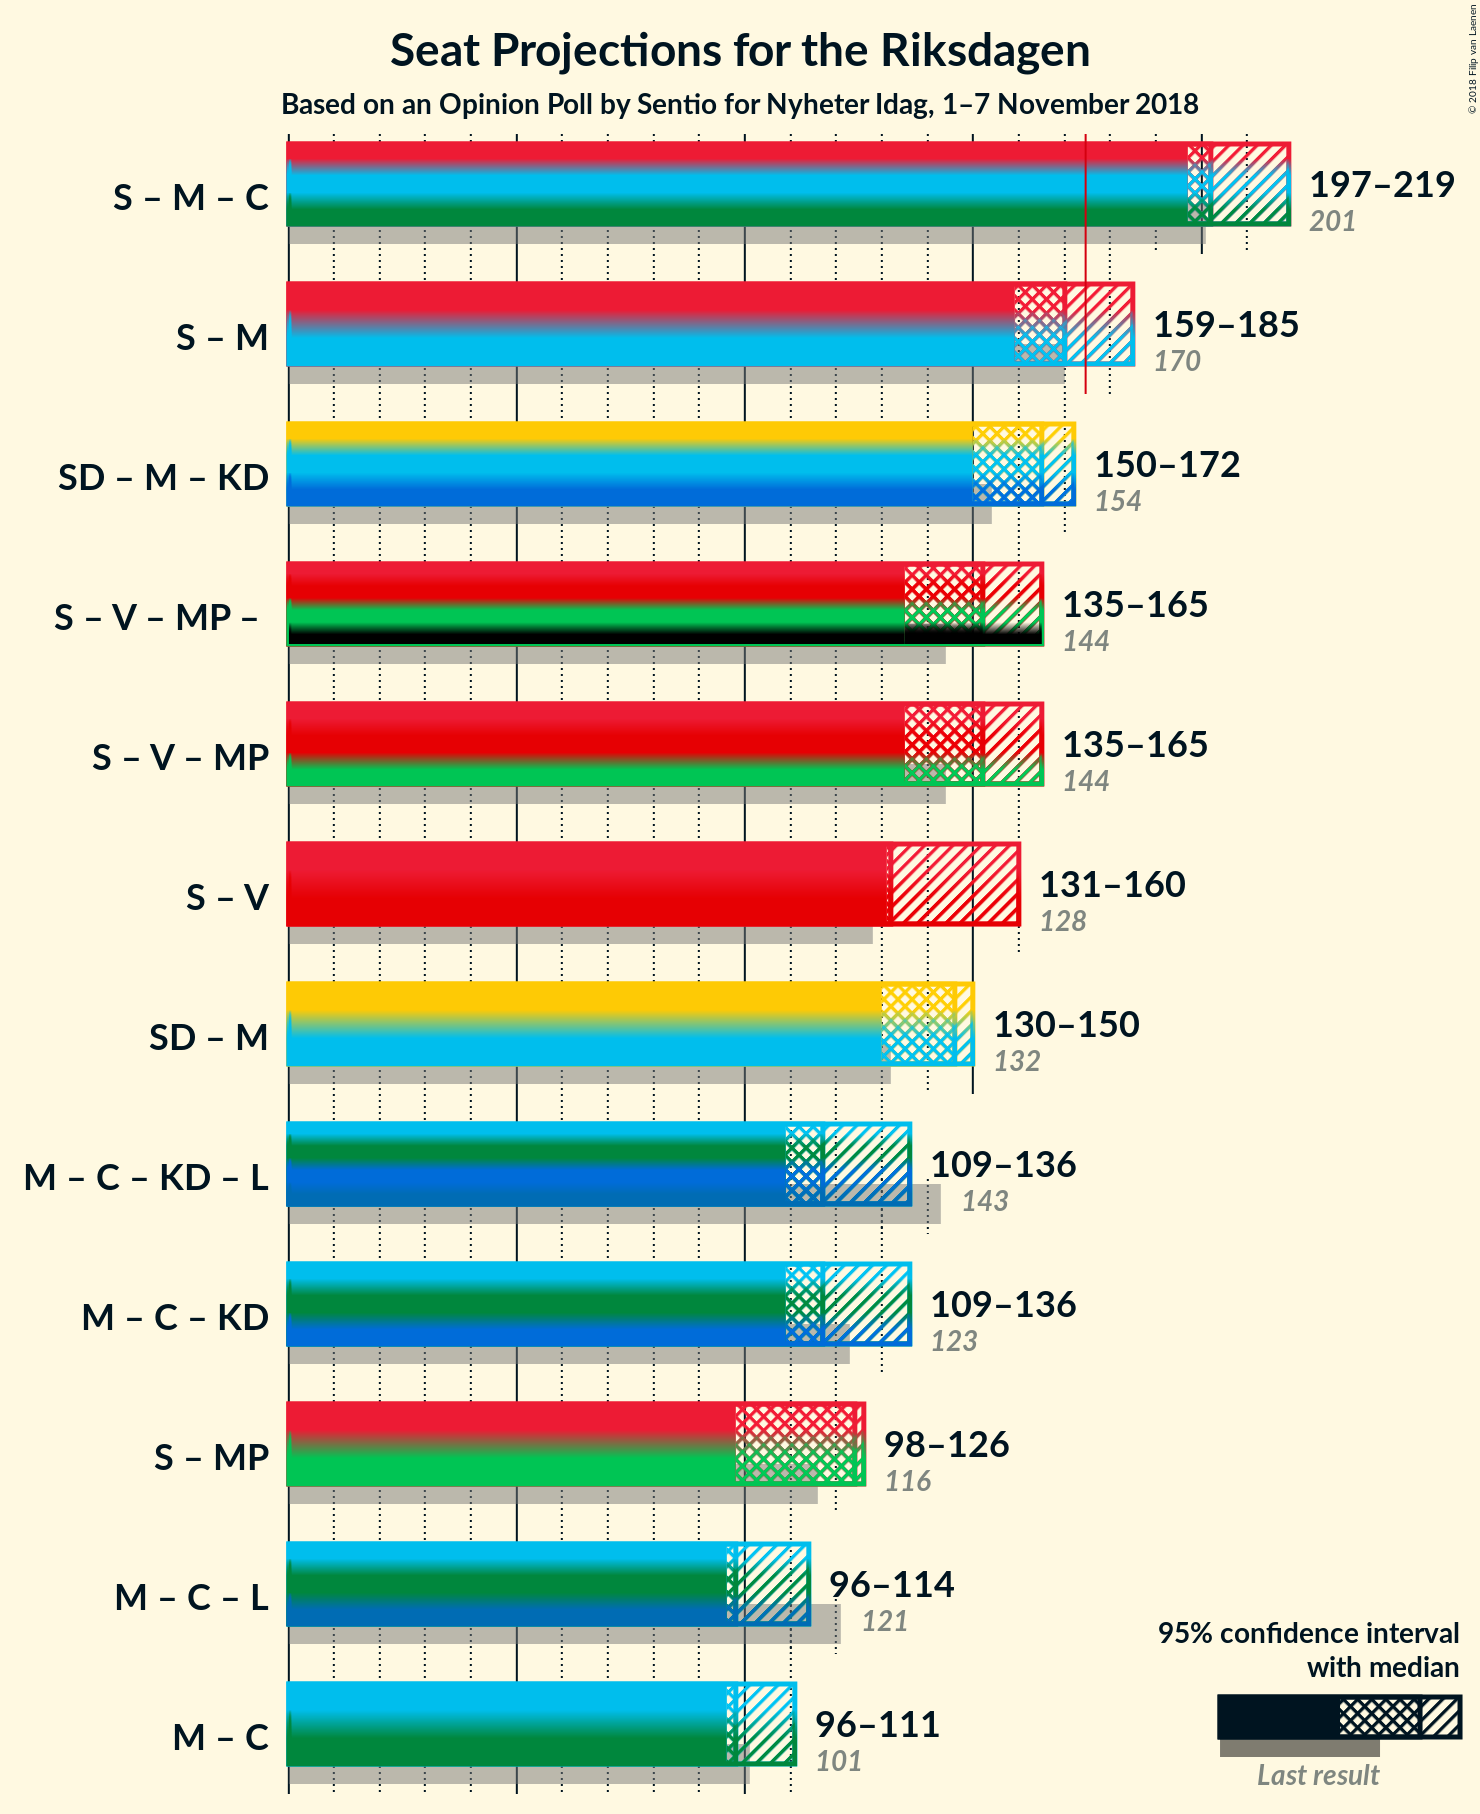 Seat Projections for the Riksdagen
Based on an Opinion Poll by Sentio for Nyheter Idag, 1–7 November 2018
© 2018 Filip van Laenen
S – M – C
197–219
201
S – M
159–185
170
SD – M – KD
150–172
154
S – V – MP –
135–165
144
S – V – MP
135–165
144
S – V
131–160
128
SD – M
130–150
132
M – C – KD – L
109–136
143
M – C – KD
109–136
123
S – MP
98–126
116
M – C – L
96–114
121
M – C
96–111
101
95% confidence interval
with median
Last result